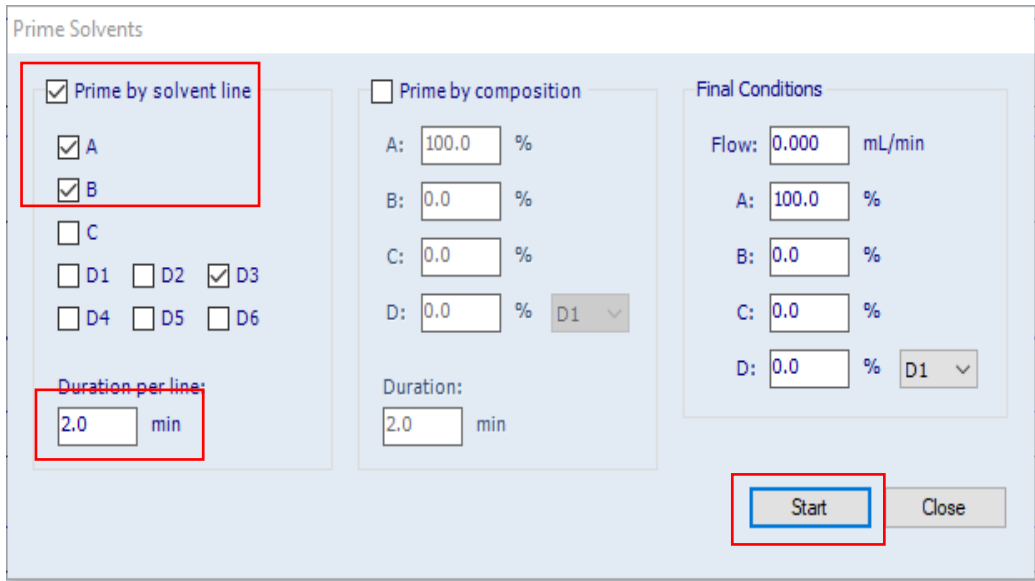 Prime Solvents
Prime by solvent line
A
B
C
D1 D2 D3
D4 D5 D6
Duration per line:
2.0 min
Prime by composition
A: 100.0 %
B: 0.0 %
C: 0.0 %
D: 0.0 % D1
Duration:
2.0 min
Final Conditions
Flow: 0.000 mL/min
A: 100.0 %
B: 0.0 %
C: 0.0 %
D: 0.0 % D1
Start Close